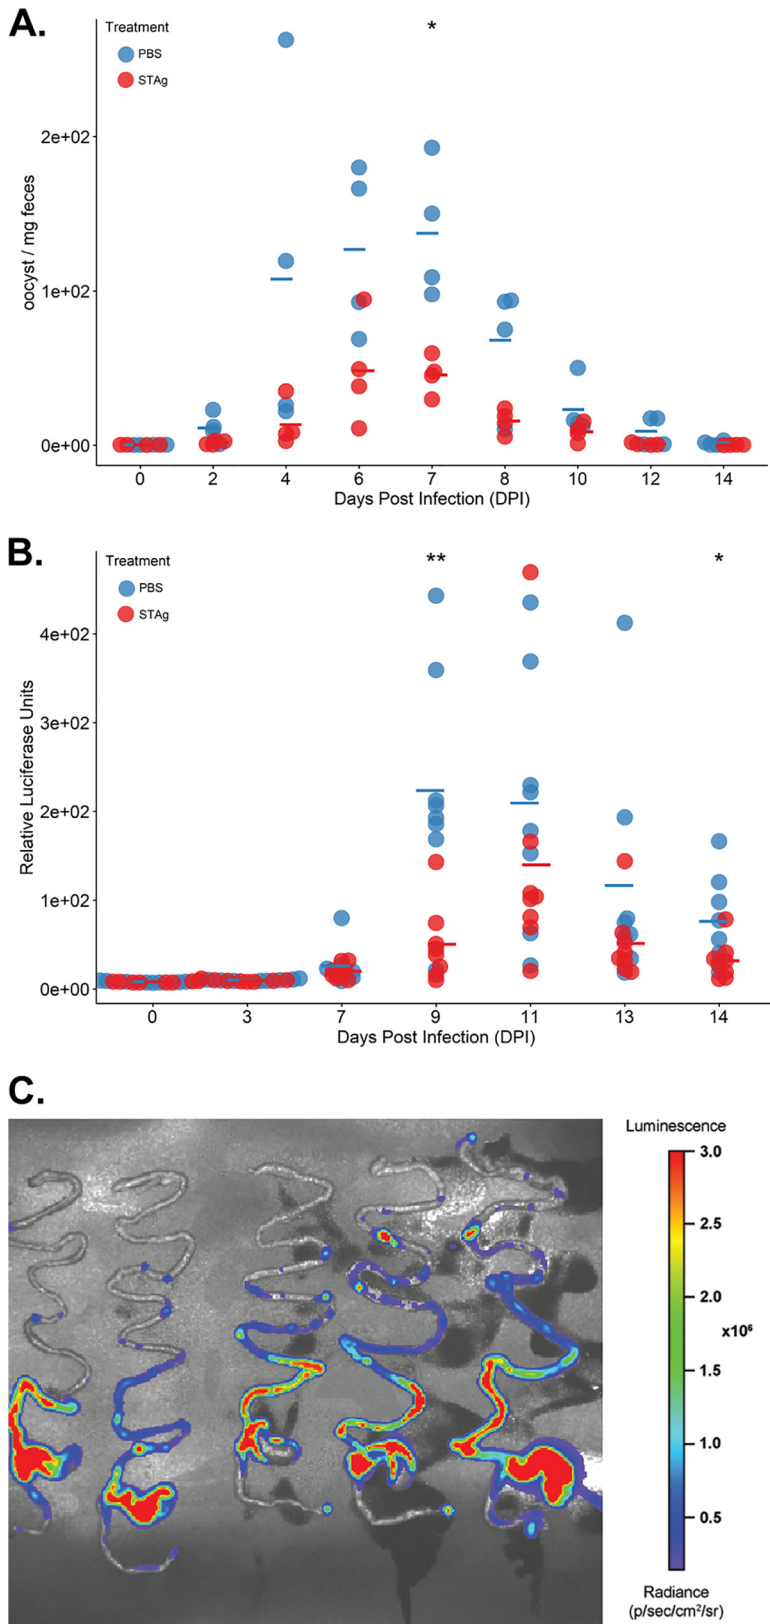 A.
Treatment
PBS
STAg
*
oocyst / mg feces
2e+02
1e+02
0e+00
0 2 4 6 7 8 10 12 14
Days Post Infection (DPI)
B.
Treatment
PBS
STAg
** *
Relative Luciferase Units
4e+02
3e+02
2e+02
1e+02
0e+00
0 3 7 9 11 13 14
Days Post Infection (DPI)
C.
Luminescence
3.0
2.5
2.0
x10⁶
1.5
1.0
0.5
Radiance
(p/sec/cm²/sr)